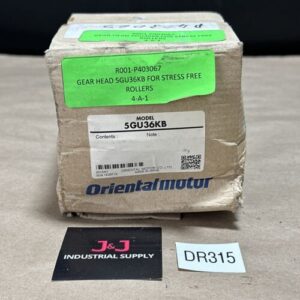 R001-P403067
GEAR HEAD 5GU36KB FOR STRESS FREE
ROLLERS
4-A-1
MODEL
5GU36KB
Contents
Note
Orientalmotor
J&J
INDUSTRIAL SUPPLY
DR315